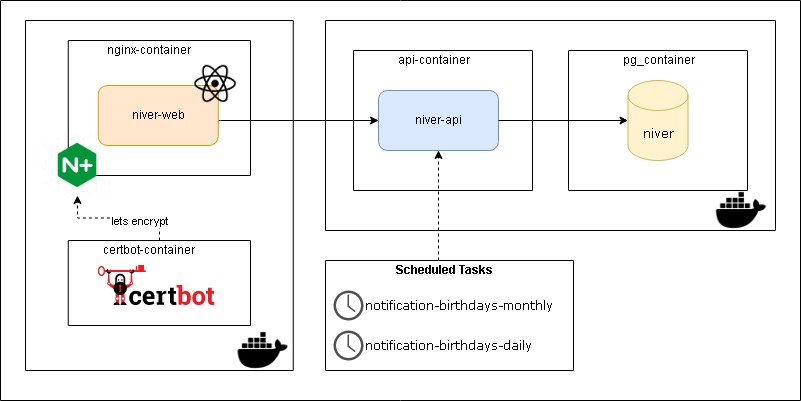 nginx-container
niver-web
N+
lets encrypt
certbot-container
certbot
api-container
niver-api
pg_container
niver
Scheduled Tasks
notification-birthdays-monthly
notification-birthdays-daily